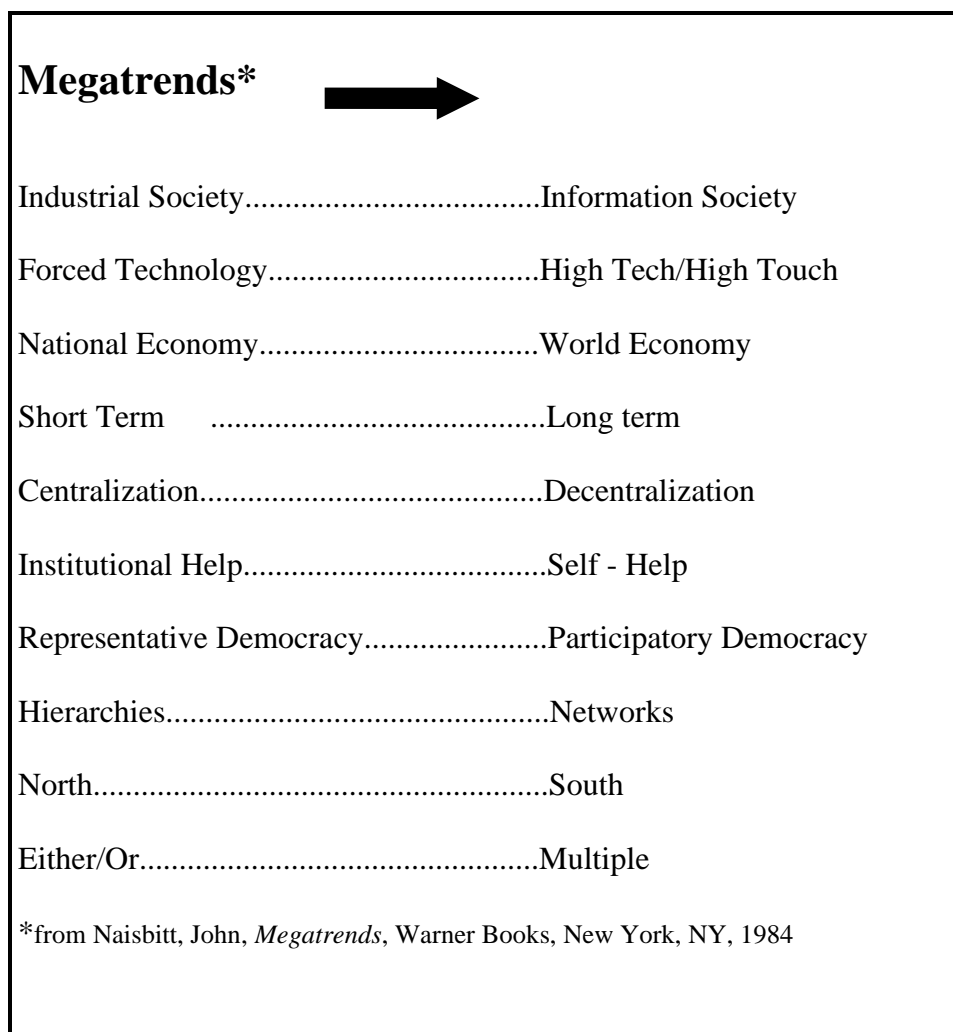 Megatrends*
Industrial Society.....................................Information Society
Forced Technology..................................High Tech/High Touch
National Economy...................................World Economy
Short Term ..........................................Long term
Centralization...........................................Decentralization
Institutional Help......................................Self - Help
Representative Democracy.......................Participatory Democracy
Hierarchies................................................Networks
North.........................................................South
Either/Or..................................................Multiple
*from Naisbitt, John, Megatrends, Warner Books, New York, NY, 1984